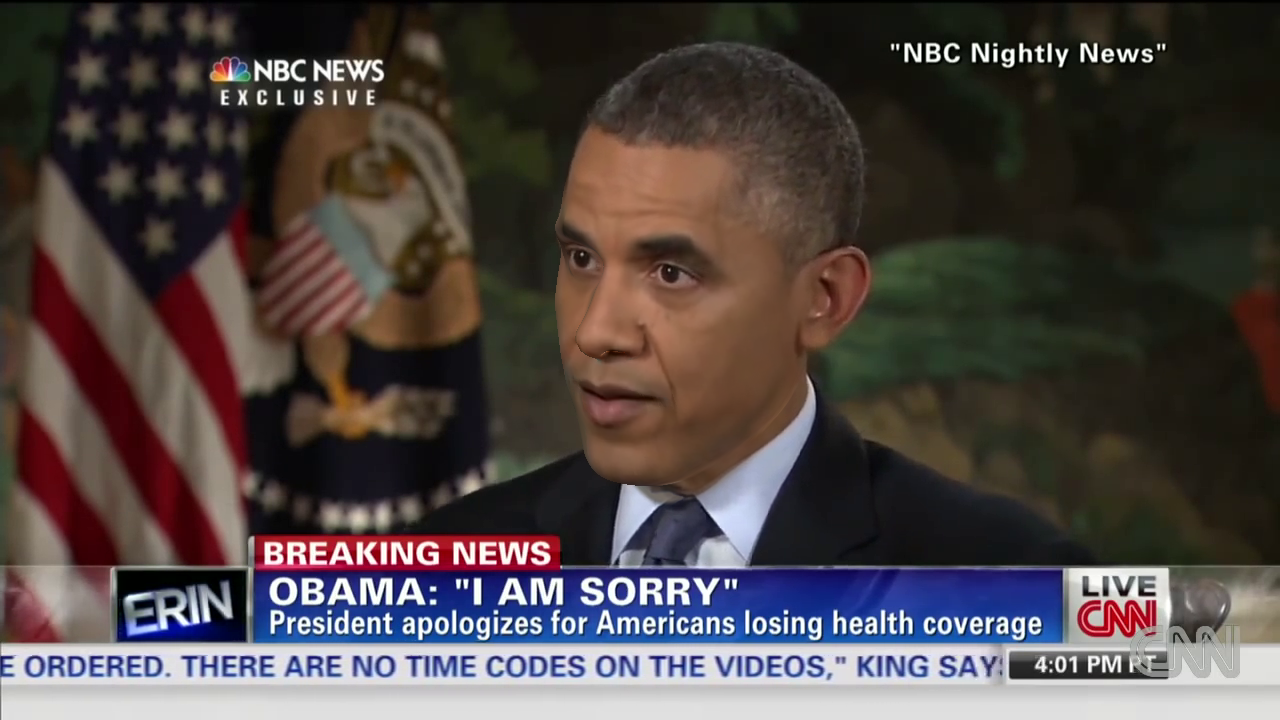 NBC NEWS
EXCLUSIVE
"NBC Nightly News"
BREAKING NEWS
ERIN
OBAMA: "I AM SORRY"
President apologizes for Americans losing health coverage
LIVE
CNN
E ORDERED. THERE ARE NO TIME CODES ON THE VIDEOS," KING SAYS
4:01 PM PT
CNN